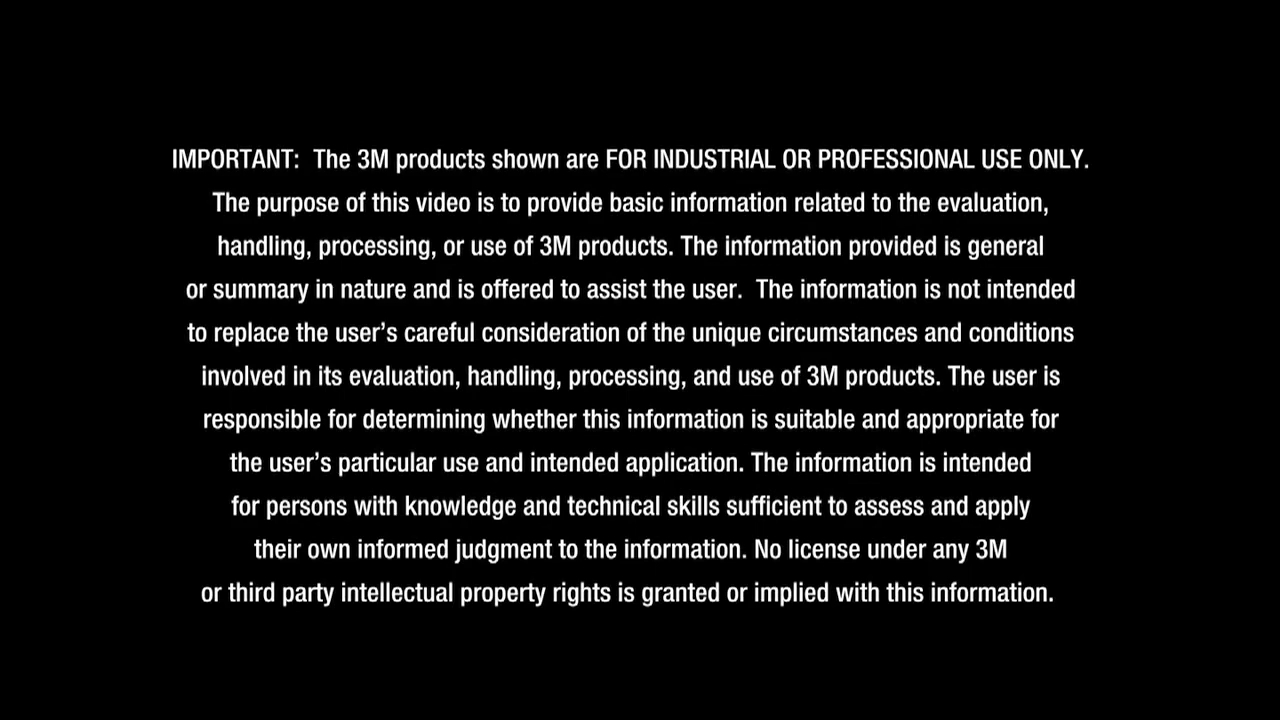 IMPORTANT:  The 3M products shown are FOR INDUSTRIAL OR PROFESSIONAL USE ONLY.
The purpose of this video is to provide basic information related to the evaluation,
handling, processing, or use of 3M products. The information provided is general
or summary in nature and is offered to assist the user.  The information is not intended
to replace the user’s careful consideration of the unique circumstances and conditions
involved in its evaluation, handling, processing, and use of 3M products. The user is
responsible for determining whether this information is suitable and appropriate for
the user’s particular use and intended application. The information is intended
for persons with knowledge and technical skills sufficient to assess and apply
their own informed judgment to the information. No license under any 3M
or third party intellectual property rights is granted or implied with this information.